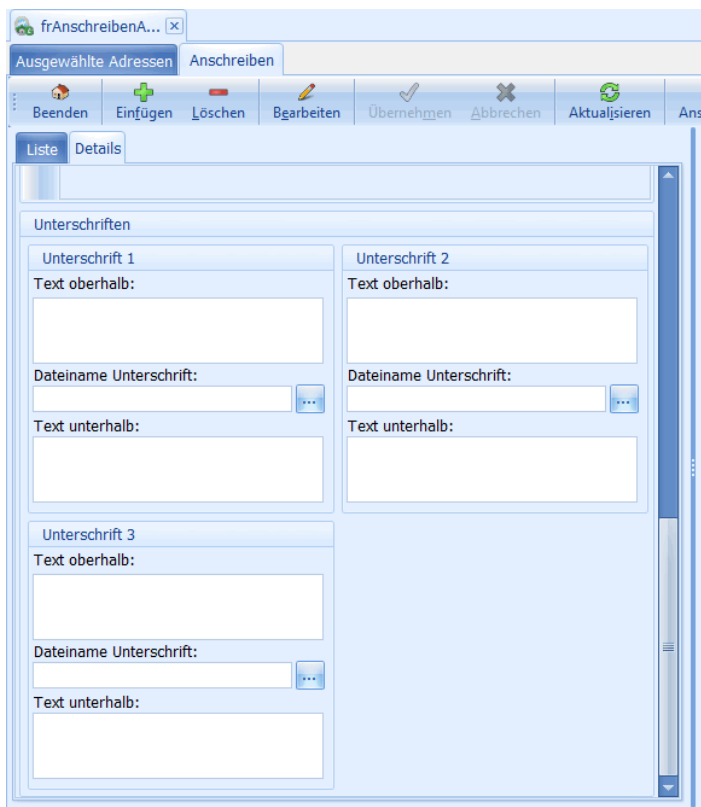 frAnschreibenA...
Ausgewählte Adressen Anschreiben
Beenden Einfügen Löschen Bearbeiten Übernehmen Abbrechen Aktualisieren Ans
Liste Details
Unterschriften
Unterschrift 1 Unterschrift 2
Text oberhalb: Text oberhalb:
Dateiname Unterschrift: Dateiname Unterschrift:
... ...
Text unterhalb: Text unterhalb:
Unterschrift 3
Text oberhalb:
Dateiname Unterschrift:
...
Text unterhalb: